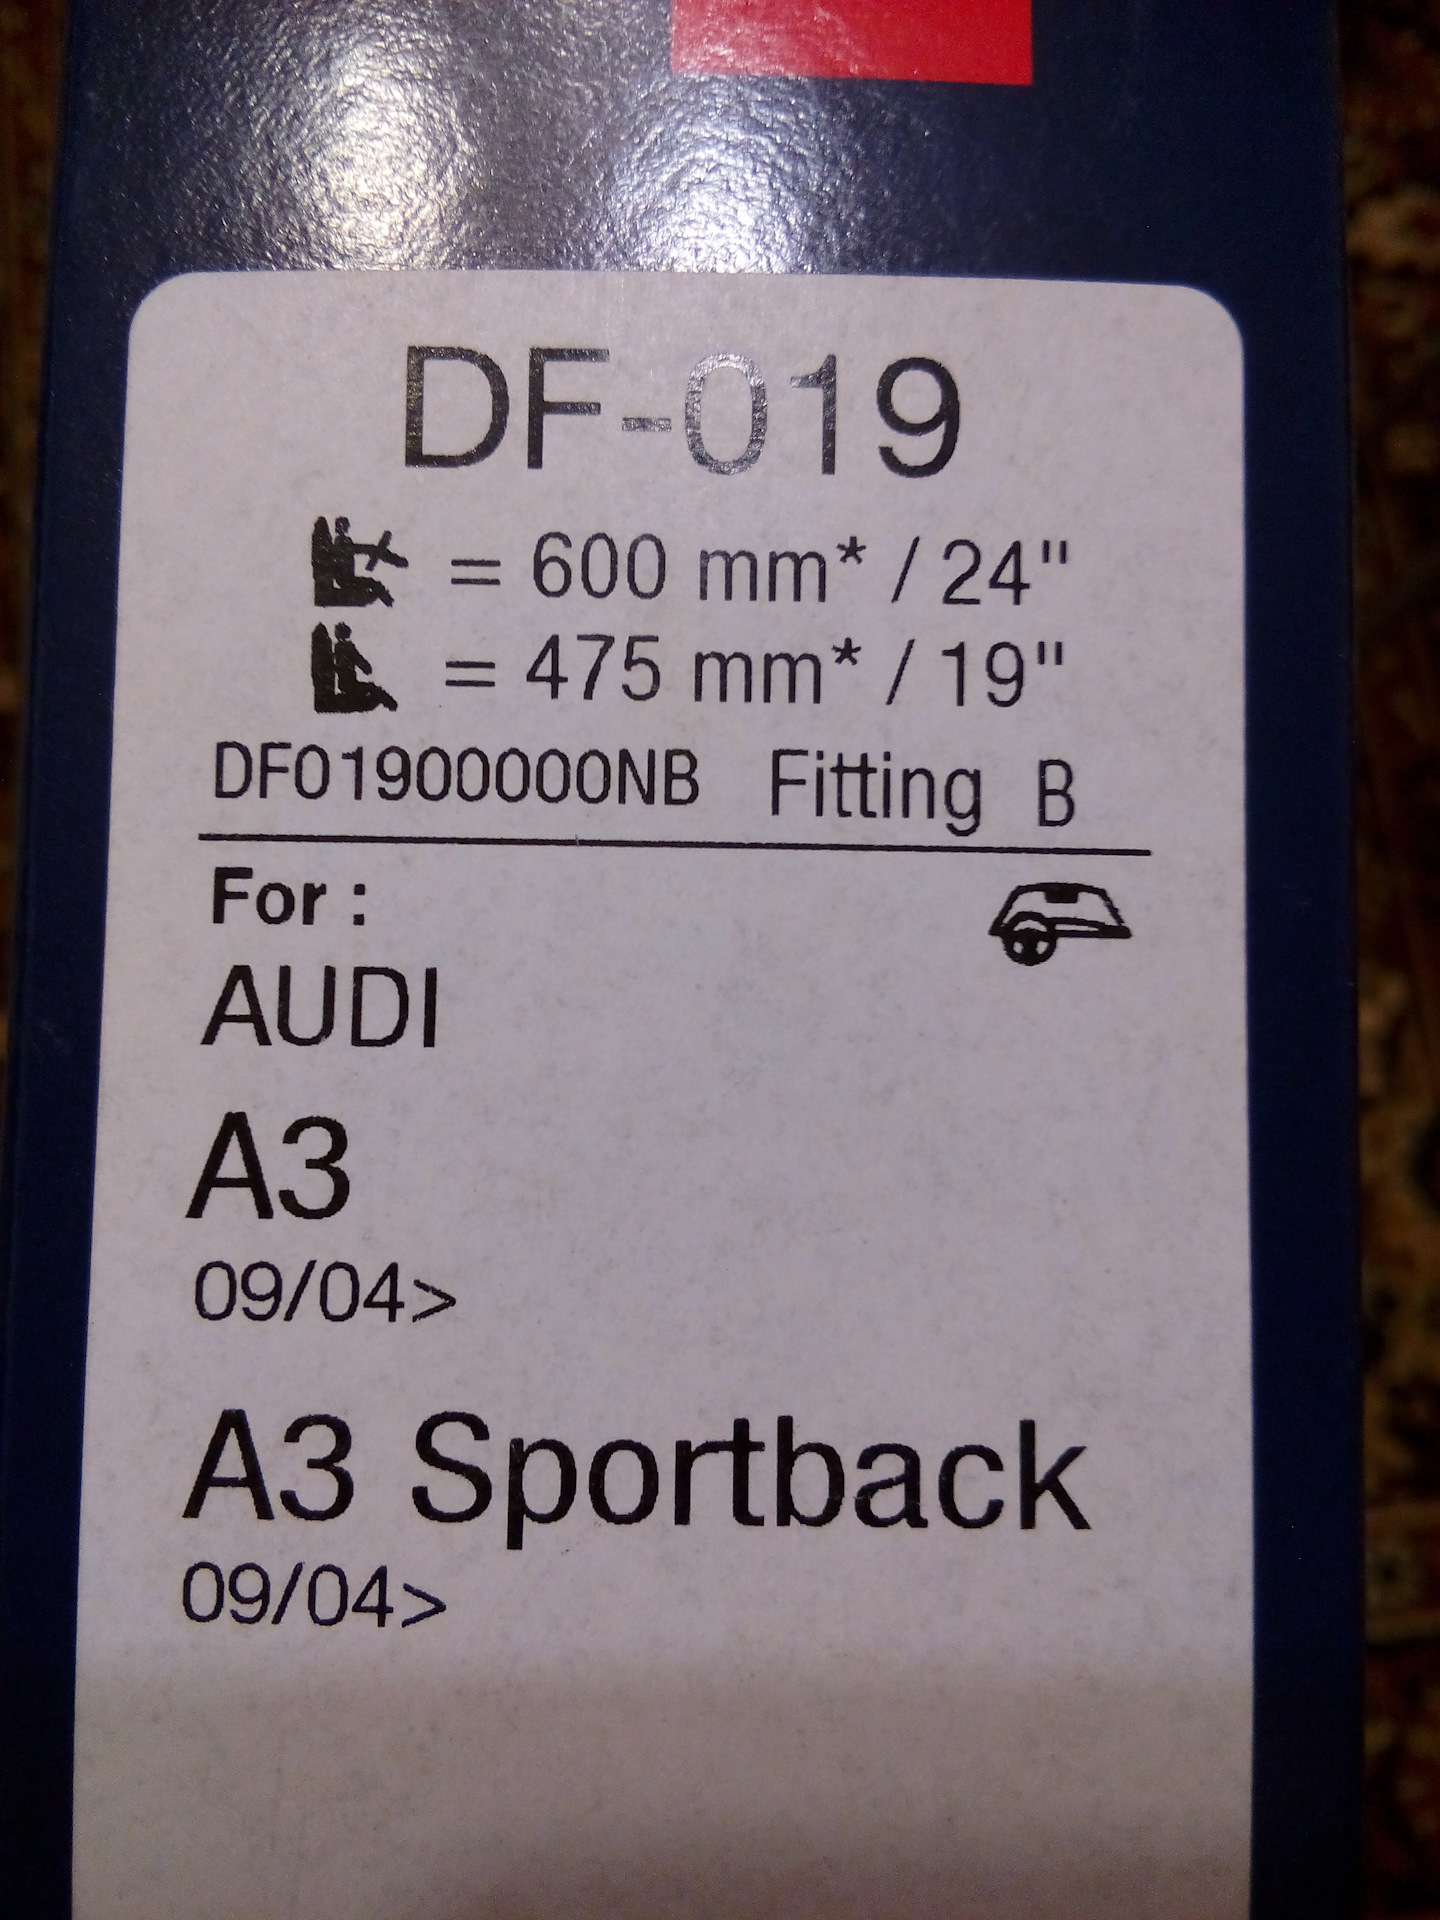 DF-019
= 600 mm* / 24"
= 475 mm* / 19"
DF01900000NB Fitting B
For :
AUDI
A3
09/04>
A3 Sportback
09/04>